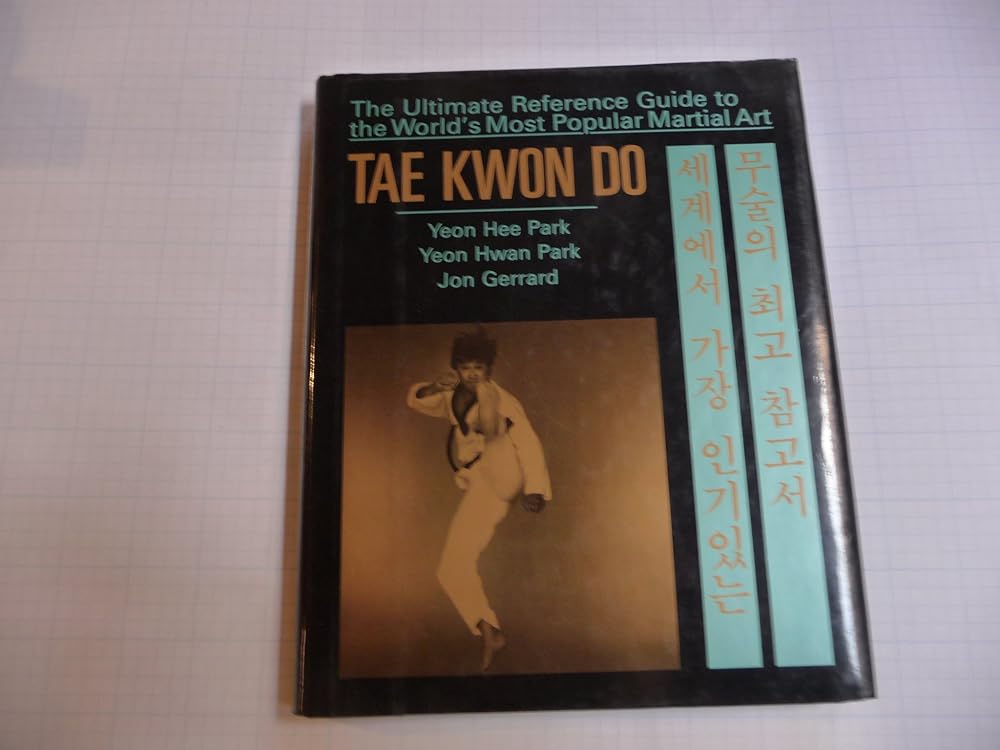 The Ultimate Reference Guide to
the World's Most Popular Martial Art
TAE KWON DO
Yeon Hee Park
Yeon Hwan Park
Jon Gerrard
세계에서 가장 인기있는
무술의 최고 참고서